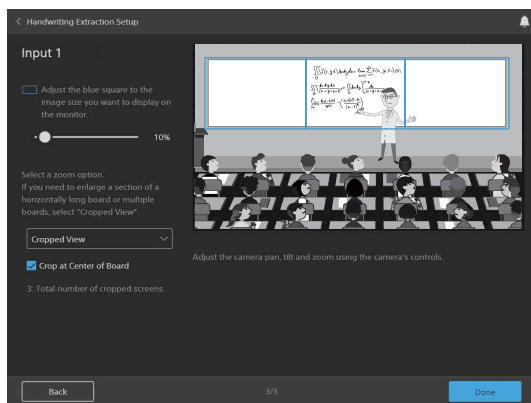 Handwriting Extraction Setup
Input 1
Adjust the blue square to the
image size you want to display on
the monitor.
10%
Select a zoom option.
If you need to enlarge a section of a
horizontally long board or multiple
boards, select "Cropped View".
Cropped View
Crop at Center of Board
3: Total number of cropped screens.
Adjust the camera pan, tilt and zoom using the camera's controls.
Back
3/3
Done